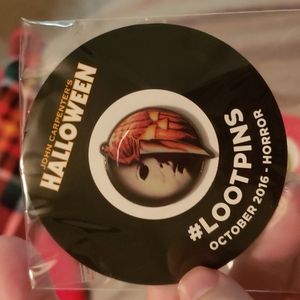 JOHN CARPENTER'S
HALLOWEEN
#LOOTPINS
OCTOBER 2016 - HORROR